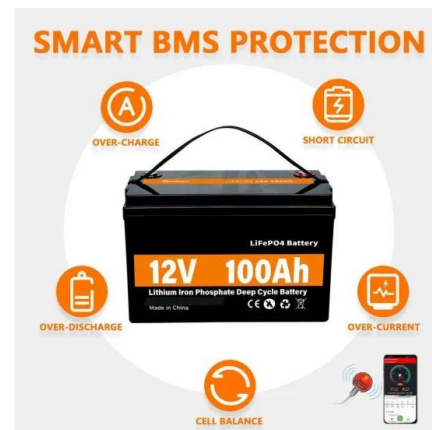 SMART BMS PROTECTION
A
OVER-CHARGE
SHORT CIRCUIT
LiFePO4 Battery
12V 100Ah
Lithium Iron Phosphate Deep Cycle Battery
Made in China
CE
OVER-DISCHARGE
OVER-CURRENT
CELL BALANCE